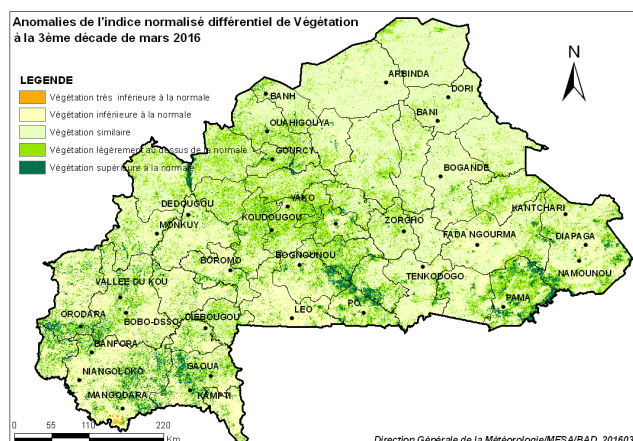 Anomalies de l'indice normalisé différentiel de Végétation
à la 3ème décade de mars 2016
N
LEGENDE
Végétation très inférieure à la normale
Végétation inférieure à la normale
Végétation similaire
Végétation légèrement au dessus de la normale
Végétation supérieure à la normale
ARBINDA
DORI
BANH
BANI
OUAHIGOUYA
GOURCY
BOGANDE
DEDOUGOU
YAKO
KANTCHARI
MONKUY
KOUDOUGOU
ZORGHO
FADA NGOURMA
DIAPAGA
BOROMO
BOGNOUNOU
TENKODOGO
NAMOUNOU
VALLEE DU KOU
PAMA
ORODARA
BOBO-DSSO
DIEBOUGOU
LEO
PO
BANFORA
NIANGOLOKO
GAOUA
MANGODARA
KAMPTI
0 55 110 220
Km
Direction Générale de la Météorologie/MESA/BAD, 201603